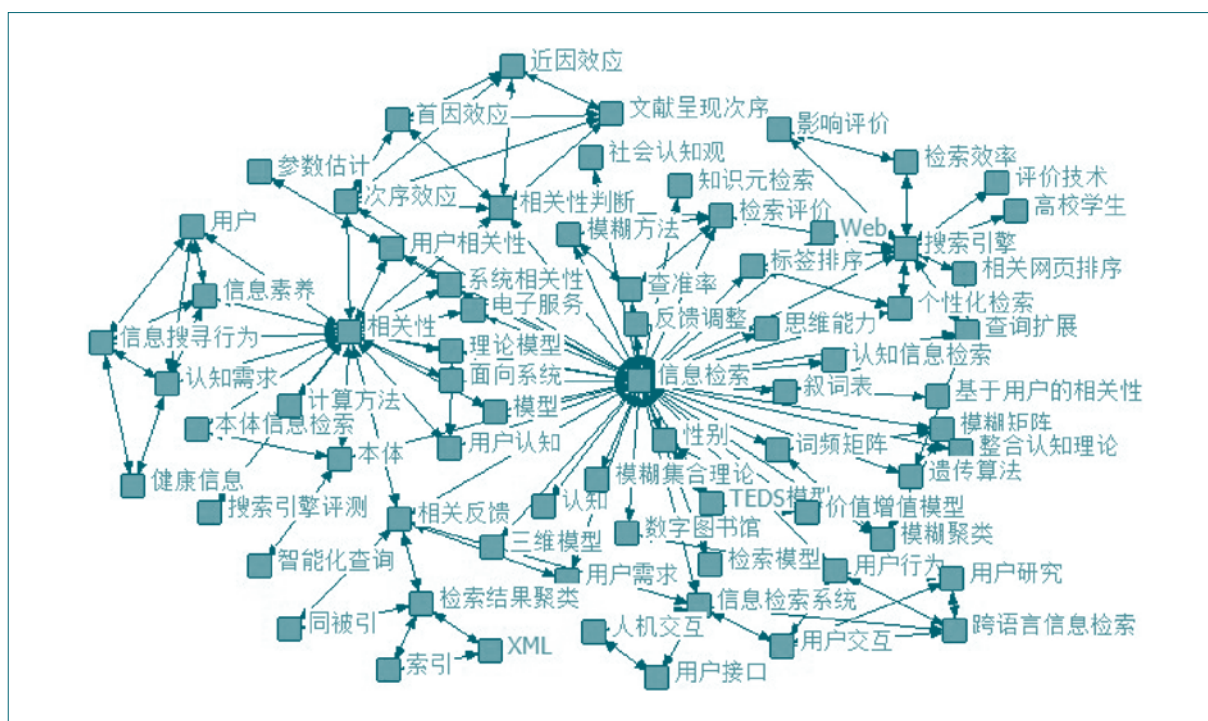 近因效应
首因效应
文献呈现次序
影响评价
社会认知观
检索效率
参数估计
知识元检索
评价技术
次序效应
相关性判断
检索评价
高校学生
用户
模糊方法
Web
搜索引擎
用户相关性
标签排序
相关网页排序
系统相关性
查准率
信息素养
电子服务
个性化检索
相关性
反馈调整
思维能力
查询扩展
信息搜寻行为
理论模型
认知信息检索
认知需求
面向系统
信息检索
叙词表
基于用户的相关性
计算方法
模型
模糊矩阵
本体信息检索
用户认知
性别
词频矩阵
整合认知理论
本体
模糊集合理论
遗传算法
健康信息
认知
TEDS模型
价值增值模型
搜索引擎评测
相关反馈
数字图书馆
模糊聚类
三维模型
智能化查询
检索模型
用户行为
用户需求
用户研究
检索结果聚类
信息检索系统
同被引
人机交互
用户交互
跨语言信息检索
XML
索引
用户接口